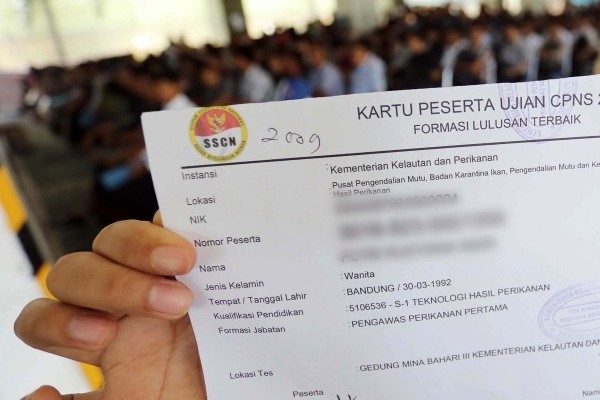 KARTU PESERTA UJIAN CPNS 2
FORMASI LULUSAN TERBAIK
SSCN
2009
Instansi : Kementerian Kelautan dan Perikanan
Lokasi : Pusat Pengendalian Mutu, Badan Karantina Ikan, Pengendalian Mutu dan Ke
Hasil Perikanan
NIK
Nomor Peserta
Nama
Jenis Kelamin : Wanita
Tempat / Tanggal Lahir : BANDUNG / 30-03-1992
Kualifikasi Pendidikan : 5106536 - S-1 TEKNOLOGI HASIL PERIKANAN
Formasi Jabatan : PENGAWAS PERIKANAN PERTAMA
Lokasi Tes : GEDUNG MINA BAHARI III KEMENTERIAN KELAUTAN DAN
Peserta